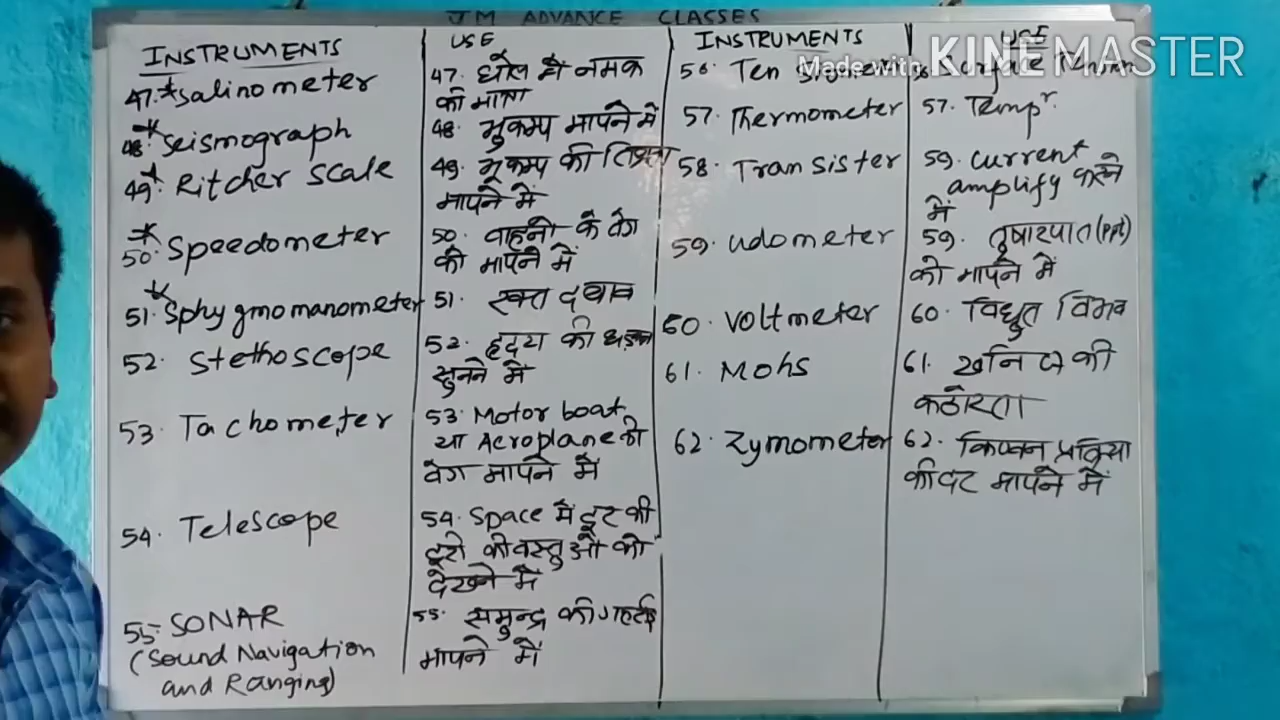 JM ADVANCE CLASSES
Made with KINEMASTER
INSTRUMENTS
47.*Salinometer
*48. Seismograph
49* Ritcher scale
*50. Speedometer
51.* Sphygmomanometer
52. Stethoscope
53. Tachometer
54. Telescope
55- SONAR
(Sound Navigation
and Ranging)
USE
47. घोल में नमक
की मात्रा
48. भुकम्प मापने में
49. भूकम्प की
मापने में
50. वाहनो के वेग
को मापने में
51. रक्त दवाव
52. हृदय की धड़कन
सुनने में
53. Motor boat
या Aeroplane की
वेग मापने में
54. Space में दूर की
की वस्तुओं को
देखने में
55. समुन्द्र की गहराई
मापने में
INSTRUMENTS
56. Ten
57. Thermometer
58. Transister
59. Udometer
60. Voltmeter
61. Mohs
62. Zymometer
USE
Surface
57. Tempr.
59. Current
amplify करने
में
59. तूषारपात (ppt)
को मापने में
60. विधुत विभव
61. खनिज की
कठोरता
62. किण्वन प्रक्रिया
की दर मापने में